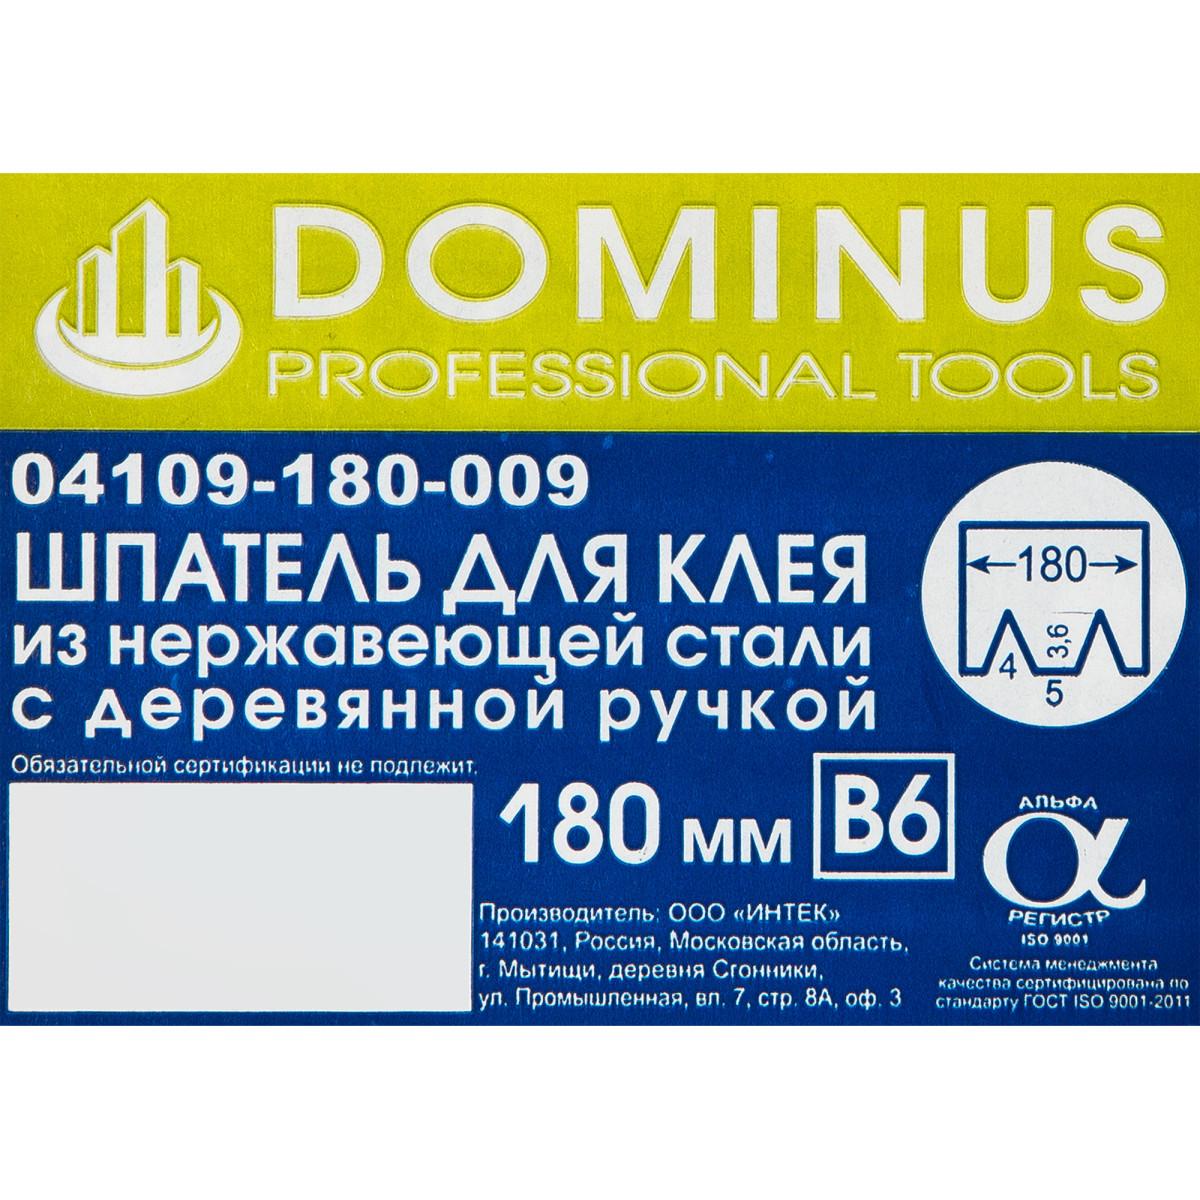 DOMINUS
PROFESSIONAL TOOLS
04109-180-009
ШПАТЕЛЬ ДЛЯ КЛЕЯ
из нержавеющей стали
с деревянной ручкой
180
4
3,6
5
Обязательной сертификации не подлежит.
180 мм
В6
Производитель: ООО «ИНТЕК»
141031, Россия, Московская область,
г. Мытищи, деревня Сгонники,
ул. Промышленная, вл. 7, стр. 8А, оф. 3
АЛЬФА
α
РЕГИСТР
ISO 9001
Система менеджмента
качества сертифицирована по
стандарту ГОСТ ISO 9001-2011